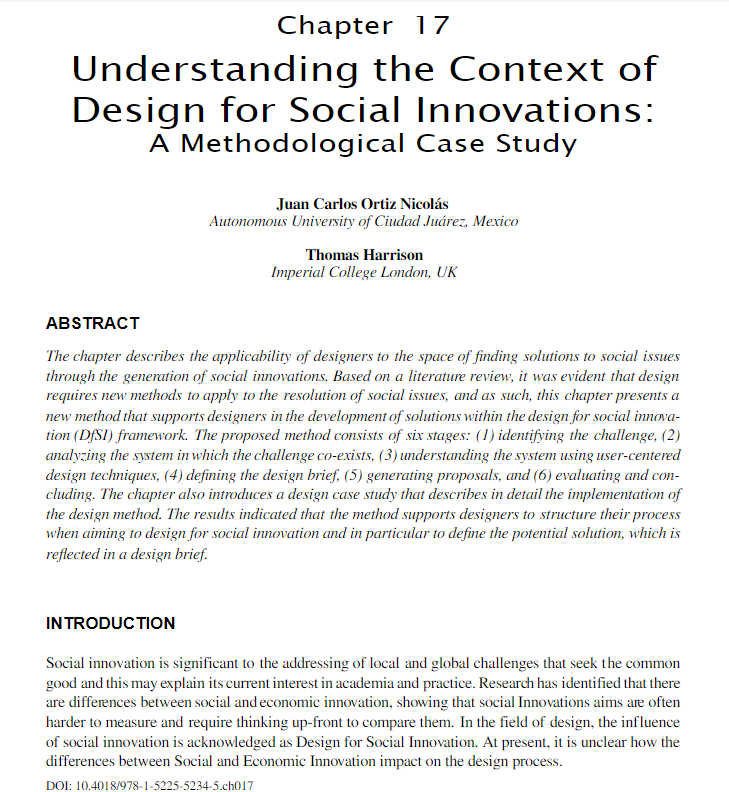 Chapter 17
Understanding the Context of
Design for Social Innovations:
A Methodological Case Study
Juan Carlos Ortiz Nicolás
Autonomous University of Ciudad Juárez, Mexico
Thomas Harrison
Imperial College London, UK
ABSTRACT
The chapter describes the applicability of designers to the space of finding solutions to social issues
through the generation of social innovations. Based on a literature review, it was evident that design
requires new methods to apply to the resolution of social issues, and as such, this chapter presents a
new method that supports designers in the development of solutions within the design for social innova-
tion (DfSI) framework. The proposed method consists of six stages: (1) identifying the challenge, (2)
analyzing the system in which the challenge co-exists, (3) understanding the system using user-centered
design techniques, (4) defining the design brief, (5) generating proposals, and (6) evaluating and con-
cluding. The chapter also introduces a design case study that describes in detail the implementation of
the design method. The results indicated that the method supports designers to structure their process
when aiming to design for social innovation and in particular to define the potential solution, which is
reflected in a design brief.
INTRODUCTION
Social innovation is significant to the addressing of local and global challenges that seek the common
good and this may explain its current interest in academia and practice. Research has identified that there
are differences between social and economic innovation, showing that social Innovations aims are often
harder to measure and require thinking up-front to compare them. In the field of design, the influence
of social innovation is acknowledged as Design for Social Innovation. At present, it is unclear how the
differences between Social and Economic Innovation impact on the design process.
DOI: 10.4018/978-1-5225-5234-5.ch017